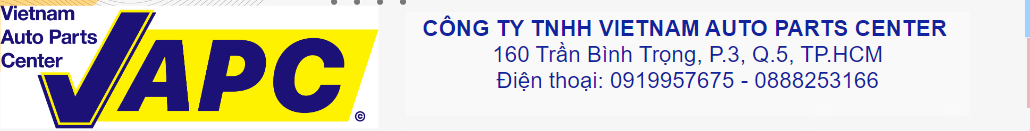 Vietnam
Auto Parts
Center
VAPC
©
CÔNG TY TNHH VIETNAM AUTO PARTS CENTER
160 Trần Bình Trọng, P.3, Q.5, TP.HCM
Điện thoại: 0919957675 - 0888253166